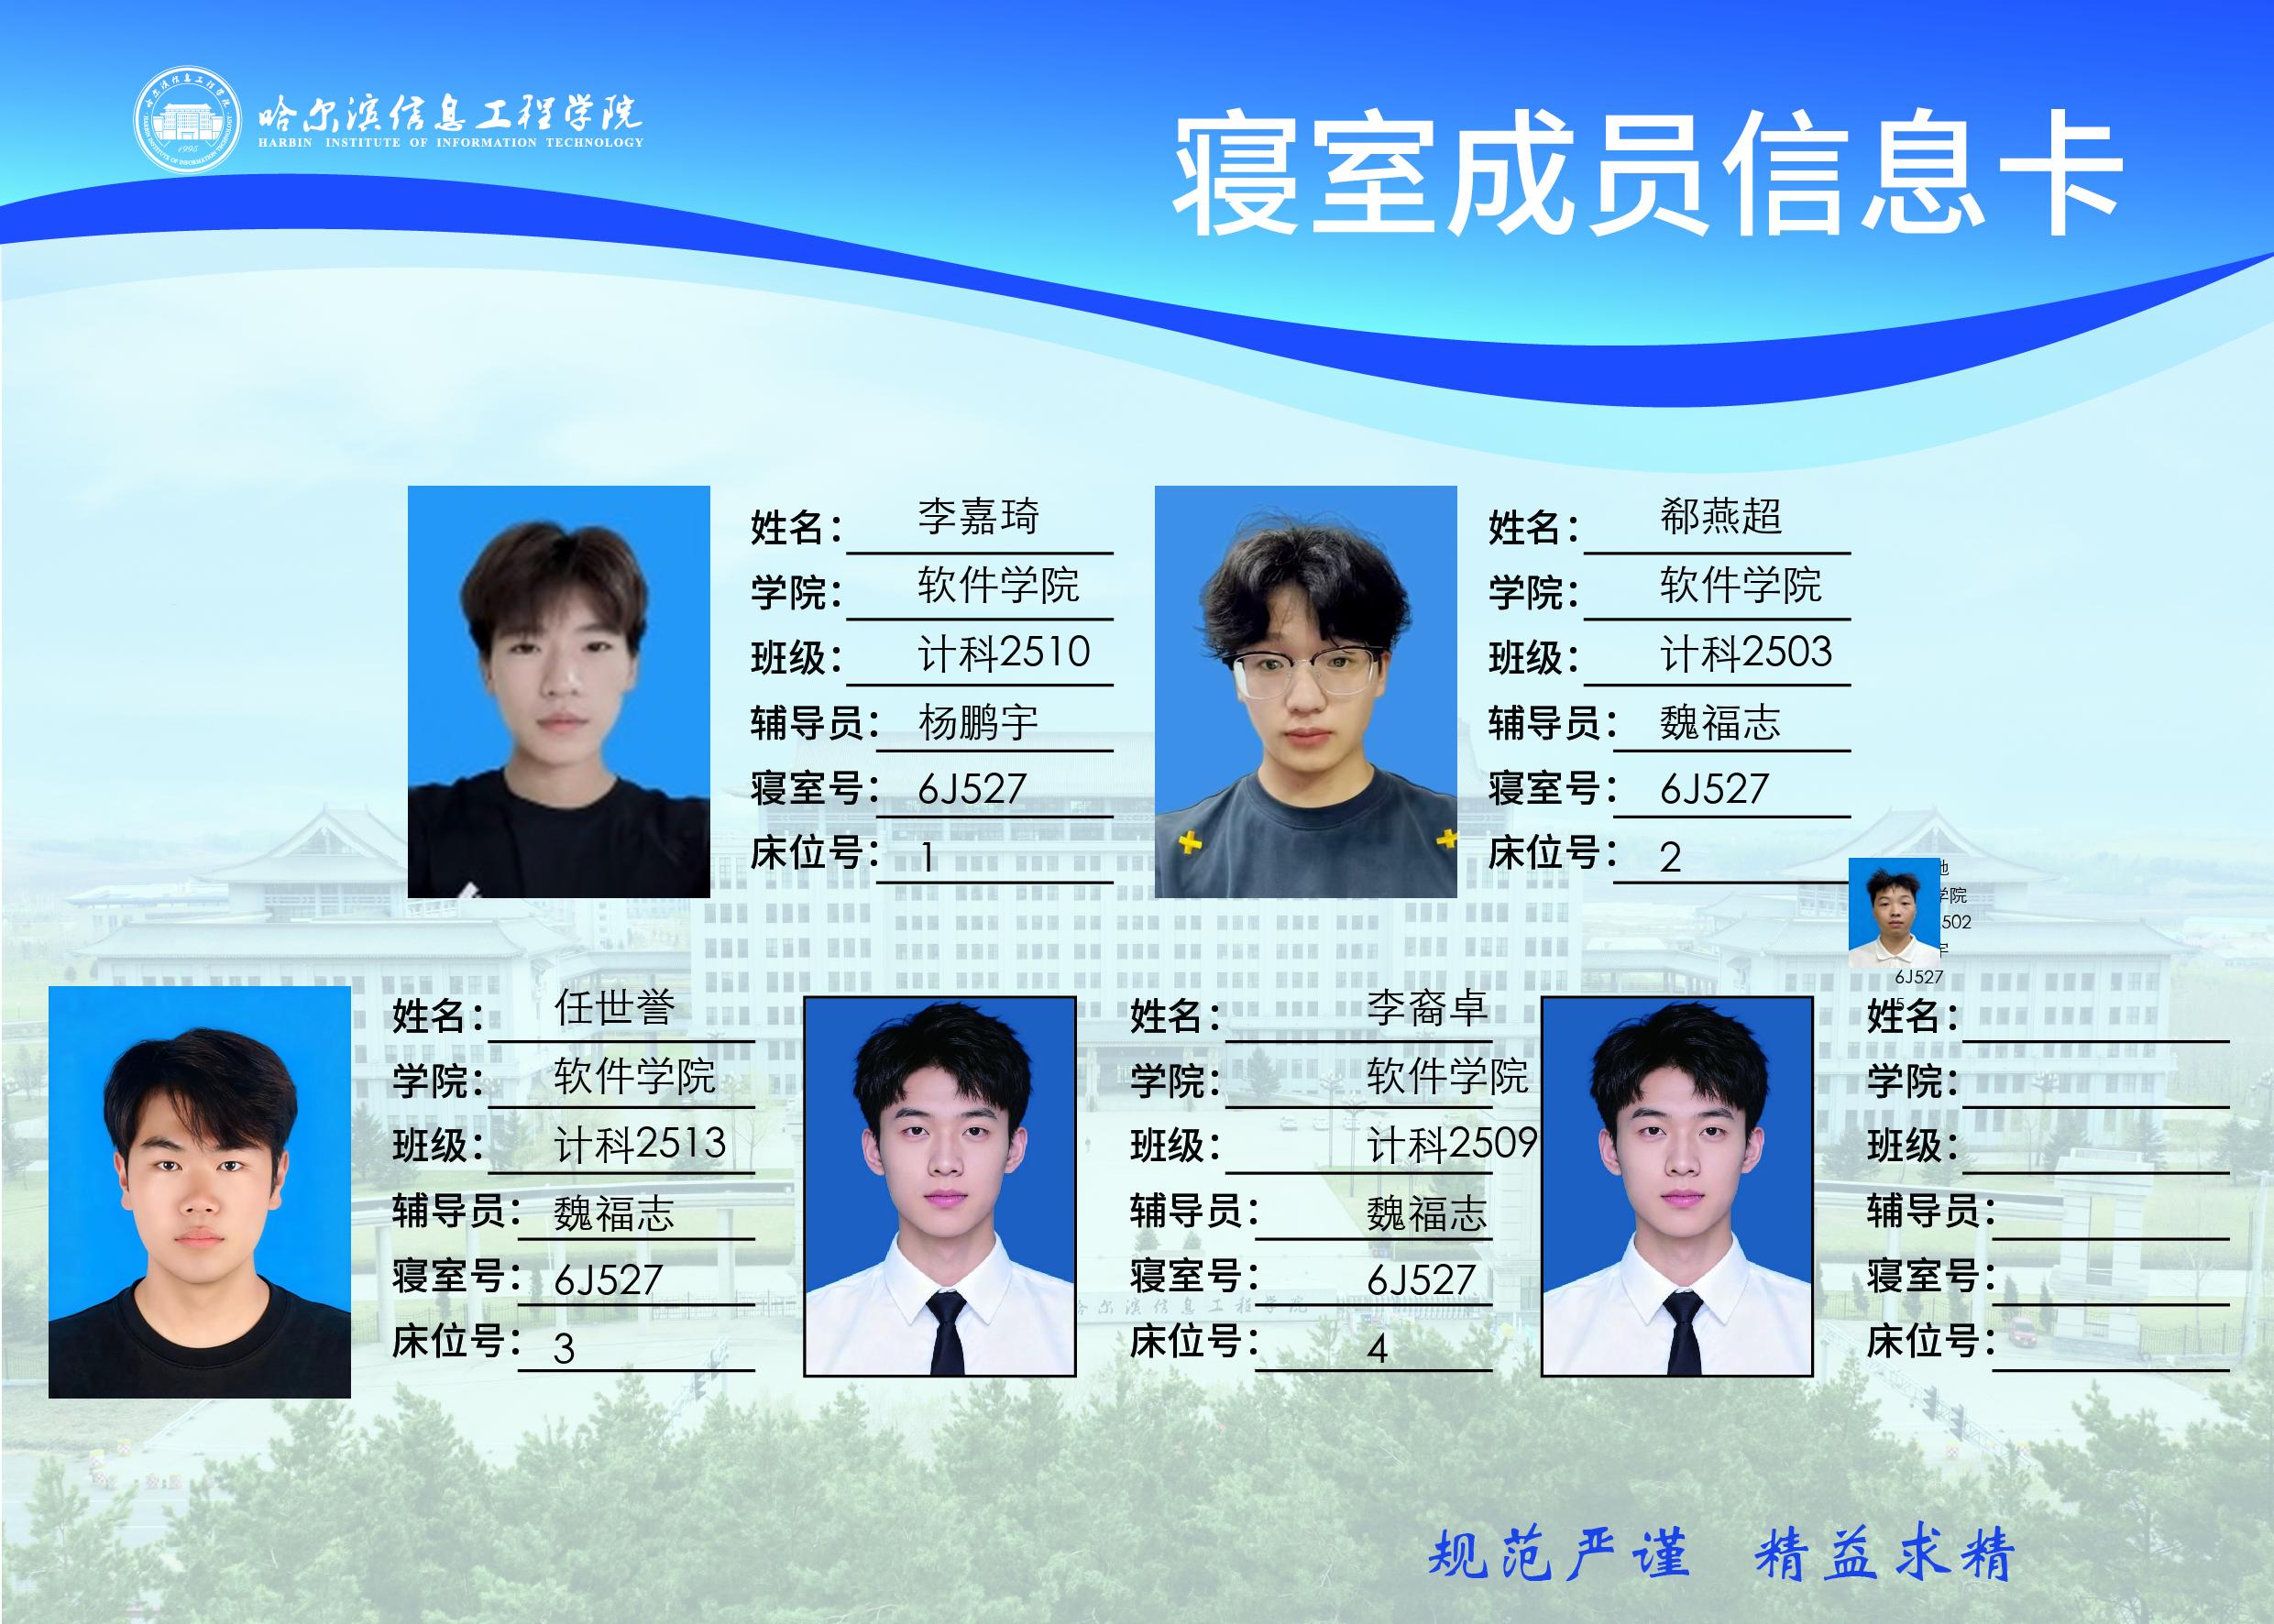 哈尔滨信息工程学院
HARBIN INSTITUTE OF INFORMATION TECHNOLOGY
1995
寝室成员信息卡
姓名: 李嘉琦
学院: 软件学院
班级: 计科2510
辅导员: 杨鹏宇
寝室号: 6J527
床位号: 1
姓名: 郗燕超
学院: 软件学院
班级: 计科2503
辅导员: 魏福志
寝室号: 6J527
床位号: 2
学院
502
6J527
姓名: 任世誉
学院: 软件学院
班级: 计科2513
辅导员: 魏福志
寝室号: 6J527
床位号: 3
姓名: 李裔卓
学院: 软件学院
班级: 计科2509
辅导员: 魏福志
寝室号: 6J527
床位号: 4
姓名:
学院:
班级:
辅导员:
寝室号:
床位号:
规范严谨 精益求精